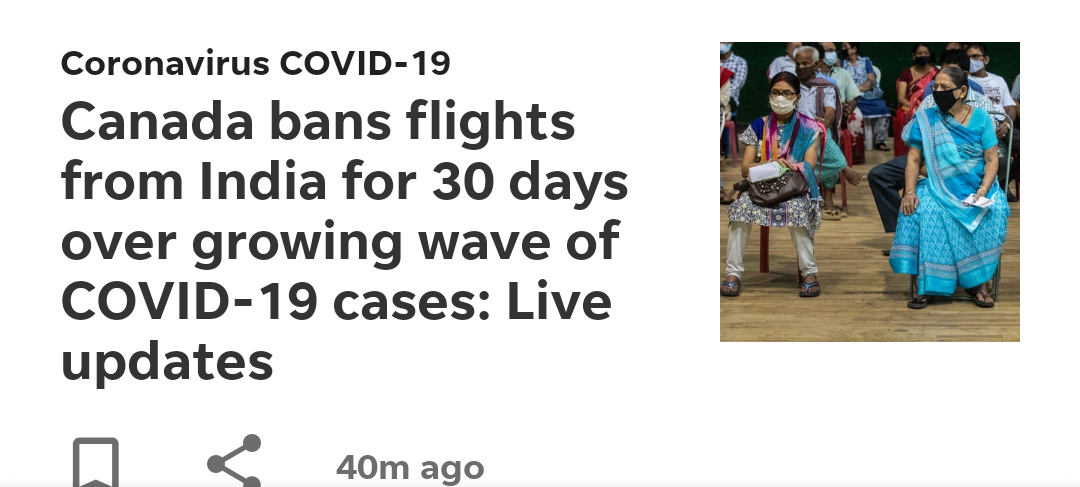 Coronavirus COVID-19
Canada bans flights
from India for 30 days
over growing wave of
COVID-19 cases: Live
updates
40m ago